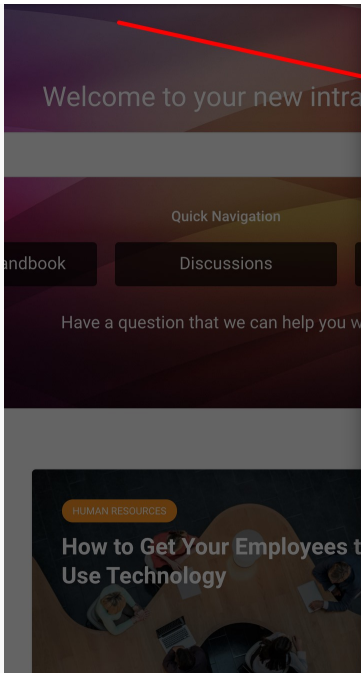 Welcome to your new intra
Quick Navigation
andbook
Discussions
Have a question that we can help you w
HUMAN RESOURCES
How to Get Your Employees t
Use Technology